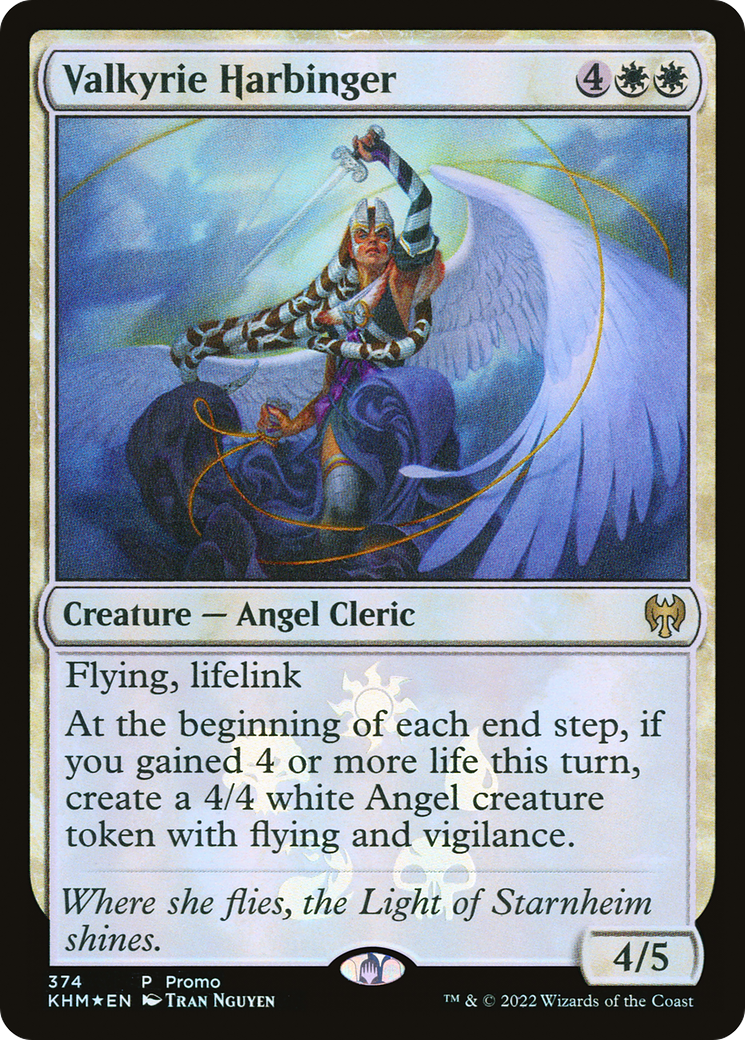 Valkyrie Harbinger 4
Creature — Angel Cleric
Flying, lifelink
At the beginning of each end step, if
you gained 4 or more life this turn,
create a 4/4 white Angel creature
token with flying and vigilance.
Where she flies, the Light of Starnheim
shines.
4/5
374 P Promo
KHM★EN Tran Nguyen
™ & © 2022 Wizards of the Coast